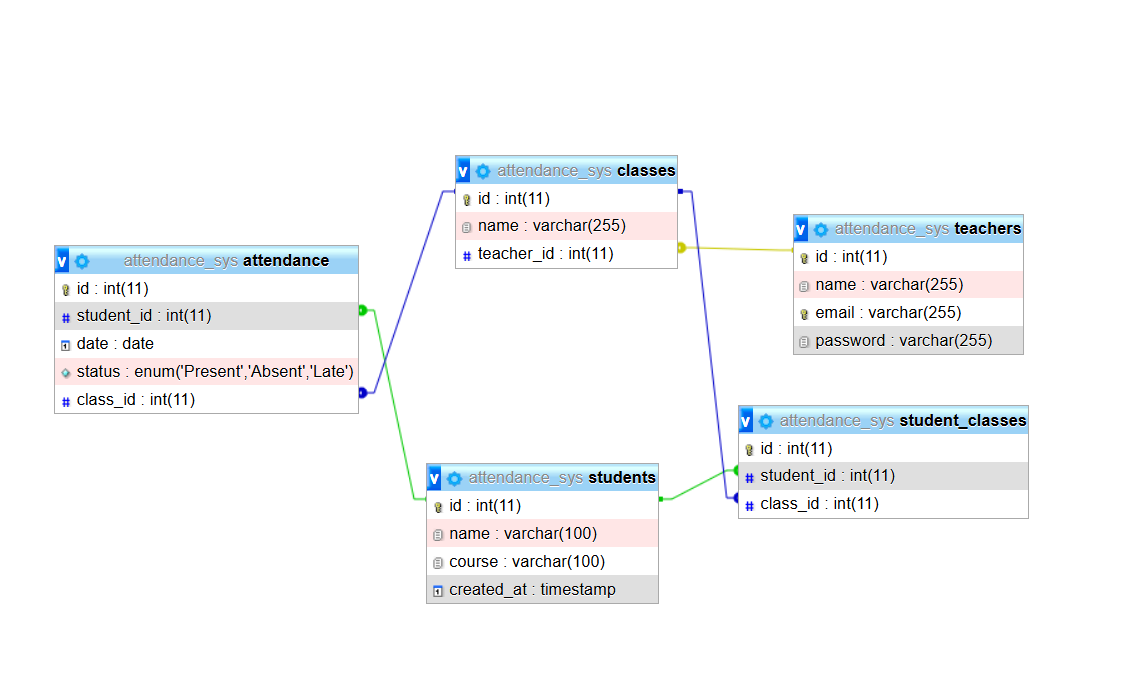 v attendance_sys classes
id : int(11)
name : varchar(255)
teacher_id : int(11)
v attendance_sys teachers
id : int(11)
name : varchar(255)
email : varchar(255)
password : varchar(255)
v attendance_sys attendance
id : int(11)
# student_id : int(11)
date : date
status : enum('Present','Absent','Late')
# class_id : int(11)
v attendance_sys student_classes
id : int(11)
# student_id : int(11)
# class_id : int(11)
v attendance_sys students
id : int(11)
name : varchar(100)
course : varchar(100)
created_at : timestamp